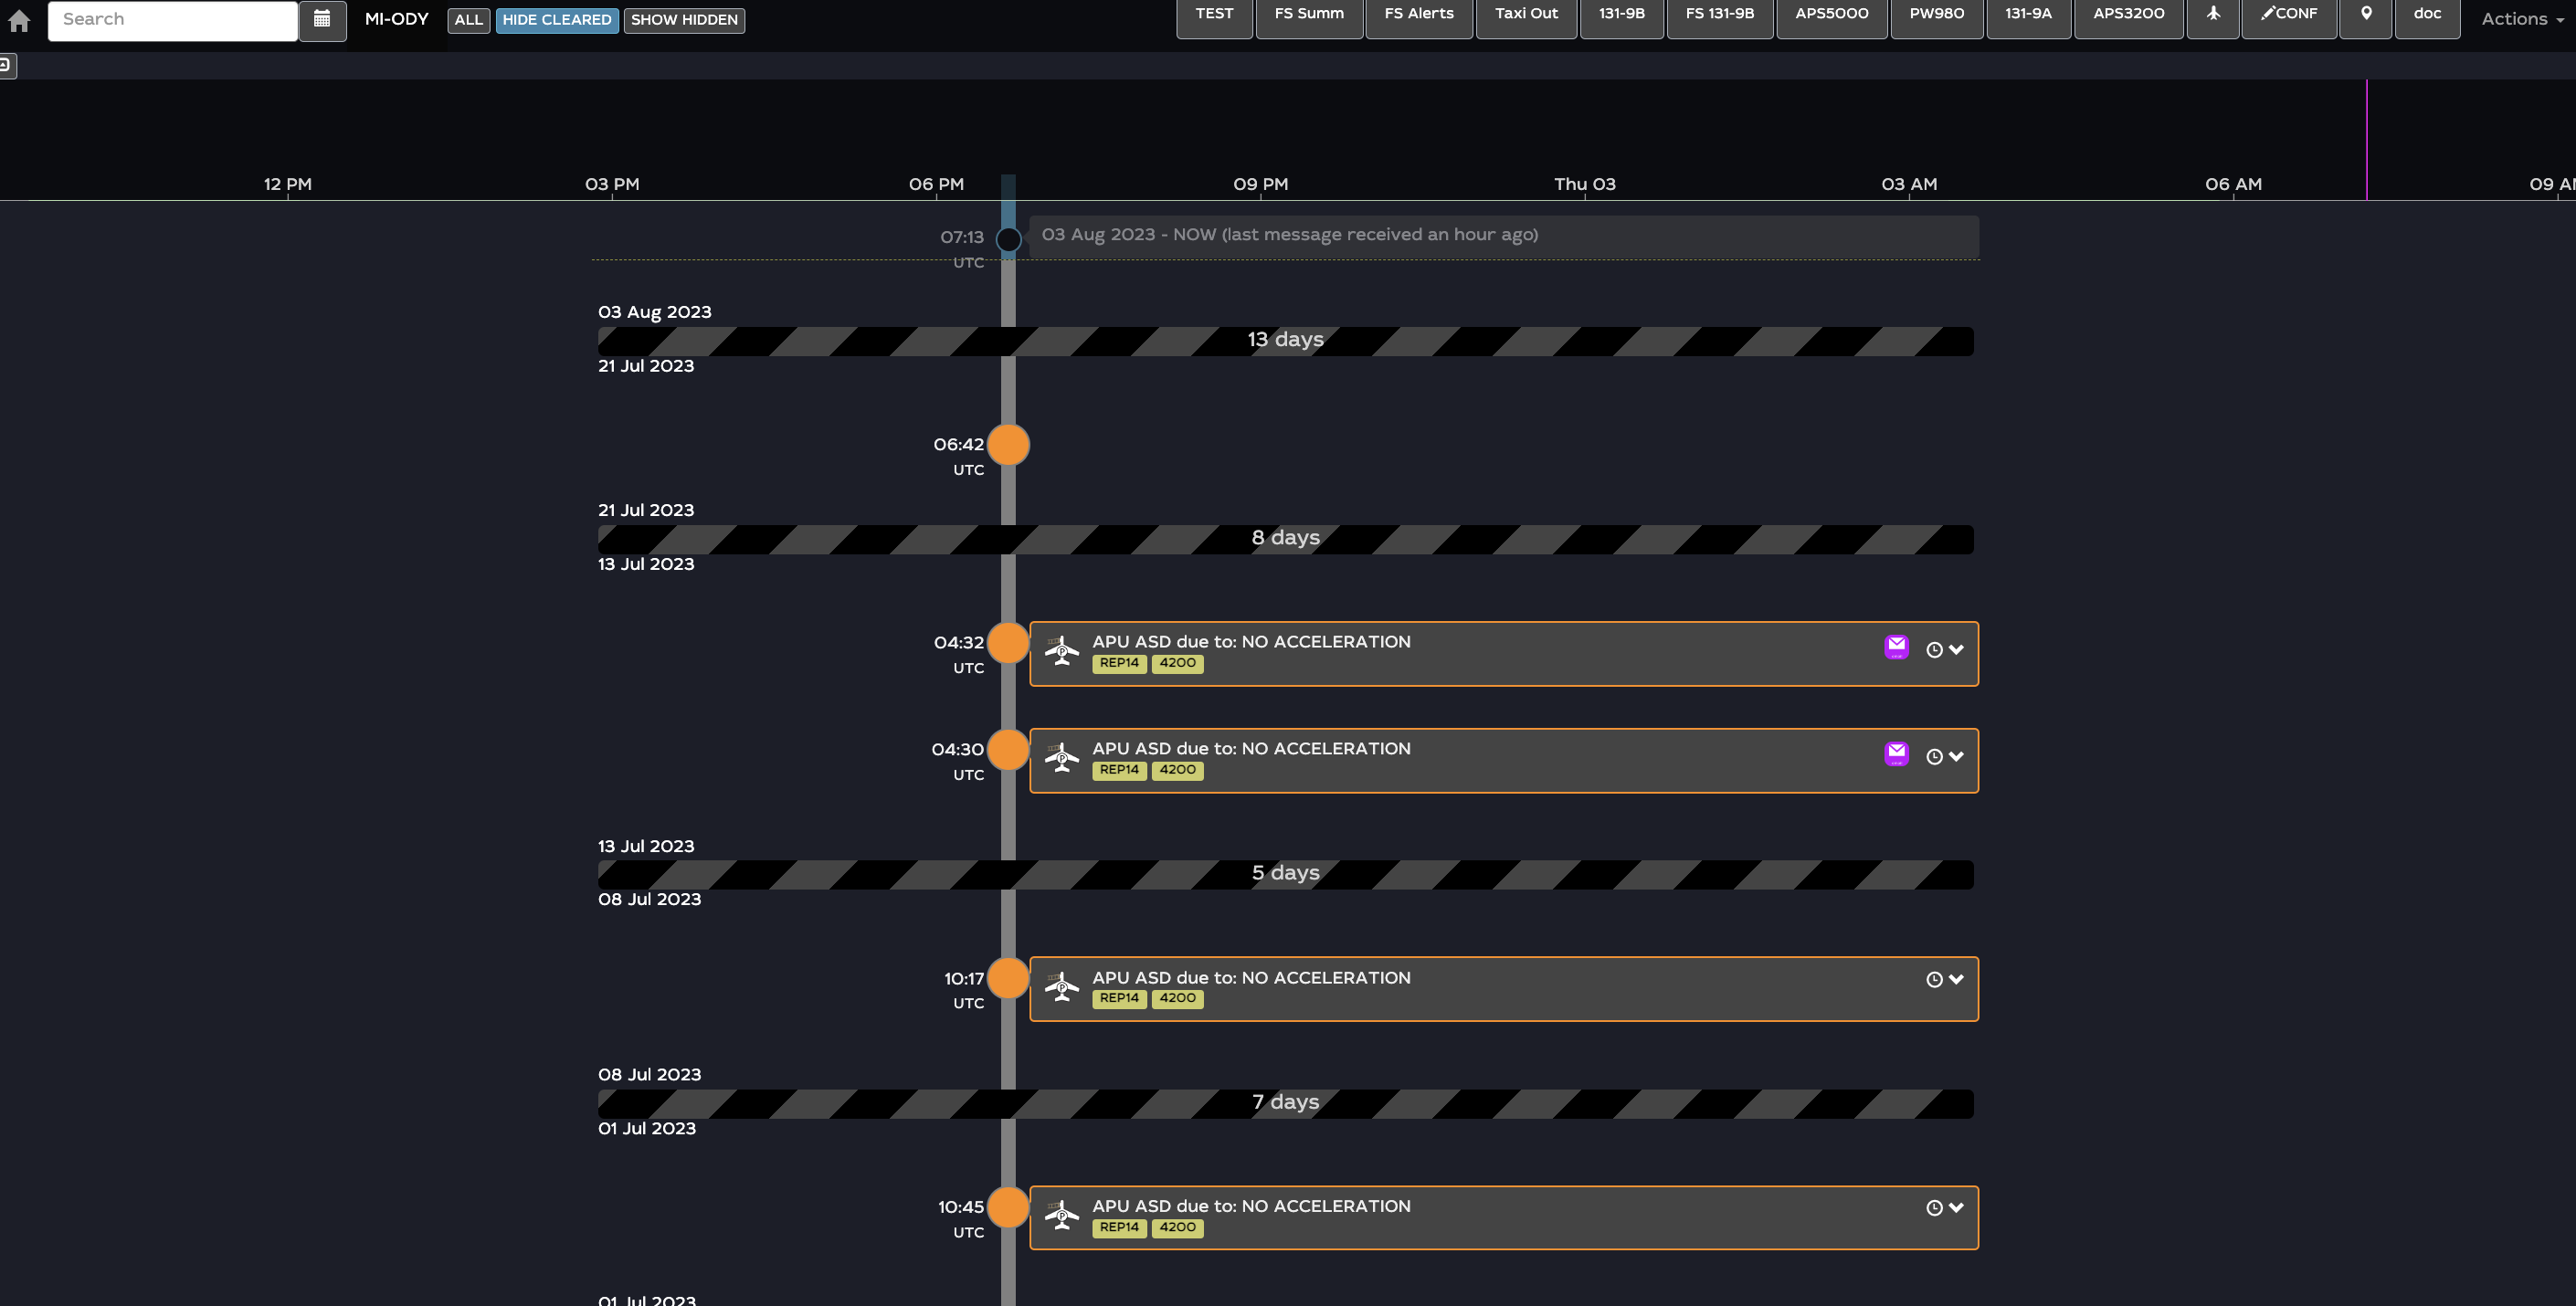 Search MI-ODY ALL HIDE CLEARED SHOW HIDDEN TEST FS Summ FS Alerts Taxi Out 131-9B FS 131-9B APS5000 PW980 131-9A APS3200 CONF doc Actions
12 PM 03 PM 06 PM 09 PM Thu 03 03 AM 06 AM 09 AM
07:13 03 Aug 2023 - NOW (last message received an hour ago)
UTC
03 Aug 2023
13 days
21 Jul 2023
06:42
UTC
21 Jul 2023
8 days
13 Jul 2023
04:32 APU ASD due to: NO ACCELERATION
UTC REP14 4200
04:30 APU ASD due to: NO ACCELERATION
UTC REP14 4200
13 Jul 2023
5 days
08 Jul 2023
10:17 APU ASD due to: NO ACCELERATION
UTC REP14 4200
08 Jul 2023
7 days
01 Jul 2023
10:45 APU ASD due to: NO ACCELERATION
UTC REP14 4200
01 Jul 2023